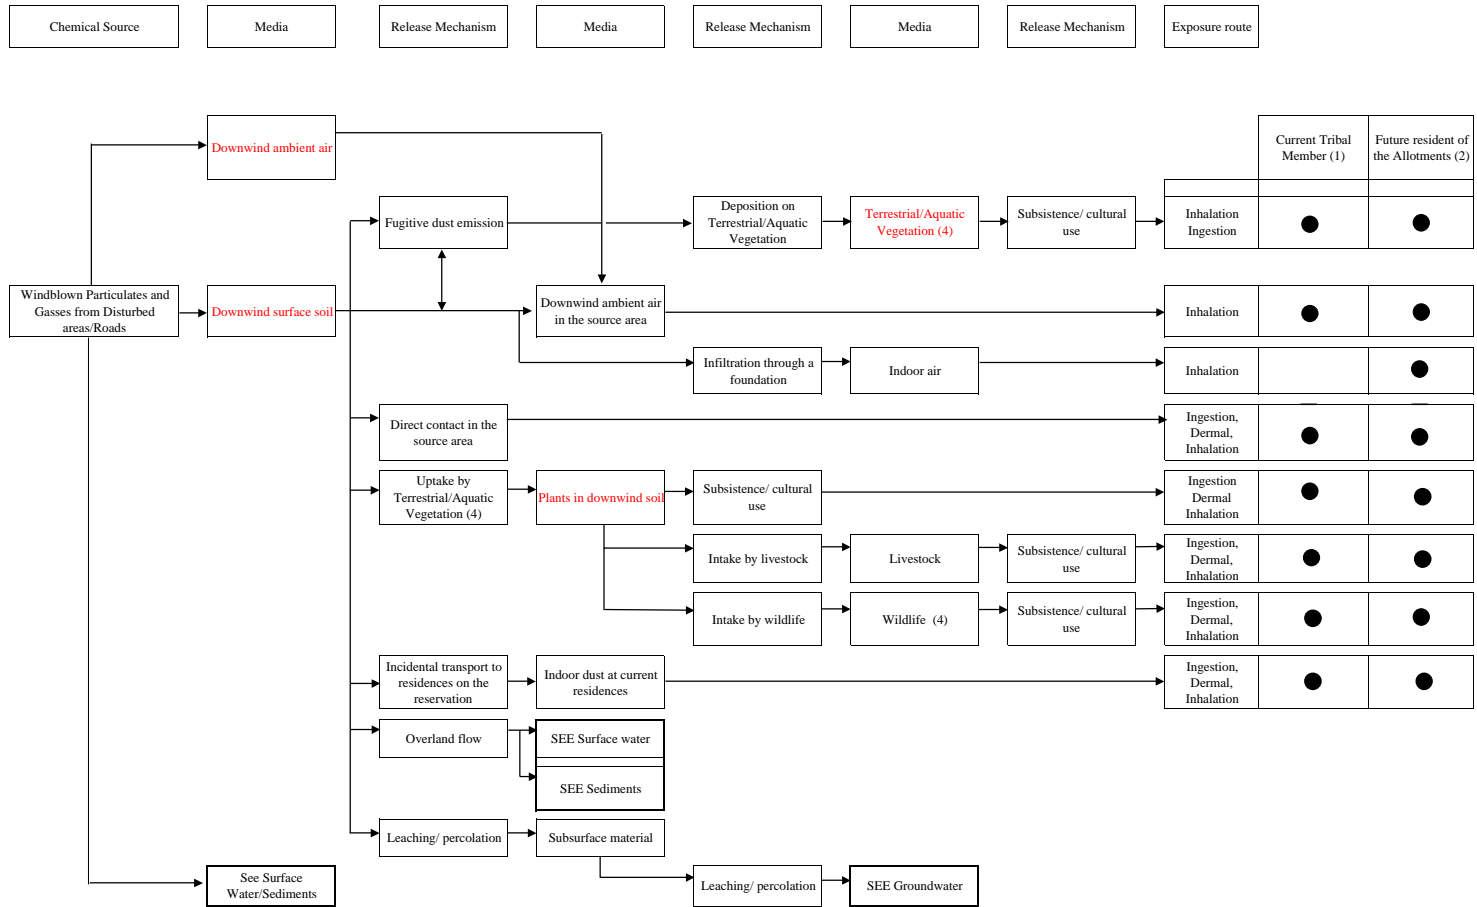 Chemical Source
Media
Release Mechanism
Media
Release Mechanism
Media
Release Mechanism
Exposure route
Downwind ambient air
Current Tribal
Member (1)
Future resident of
the Allotments (2)
Fugitive dust emission
Deposition on
Terrestrial/Aquatic
Vegetation
Terrestrial/Aquatic
Vegetation (4)
Subsistence/ cultural
use
Inhalation
Ingestion
Windblown Particulates and
Gasses from Disturbed
areas/Roads
Downwind surface soil
Downwind ambient air
in the source area
Inhalation
Infiltration through a
foundation
Indoor air
Inhalation
Direct contact in the
source area
Ingestion,
Dermal,
Inhalation
Uptake by
Terrestrial/Aquatic
Vegetation (4)
Plants in downwind soil
Subsistence/ cultural
use
Ingestion
Dermal
Inhalation
Intake by livestock
Livestock
Subsistence/ cultural
use
Ingestion,
Dermal,
Inhalation
Intake by wildlife
Wildlife (4)
Subsistence/ cultural
use
Ingestion,
Dermal,
Inhalation
Incidental transport to
residences on the
reservation
Indoor dust at current
residences
Ingestion,
Dermal,
Inhalation
Overland flow
SEE Surface water
SEE Sediments
Leaching/ percolation
Subsurface material
See Surface
Water/Sediments
Leaching/ percolation
SEE Groundwater